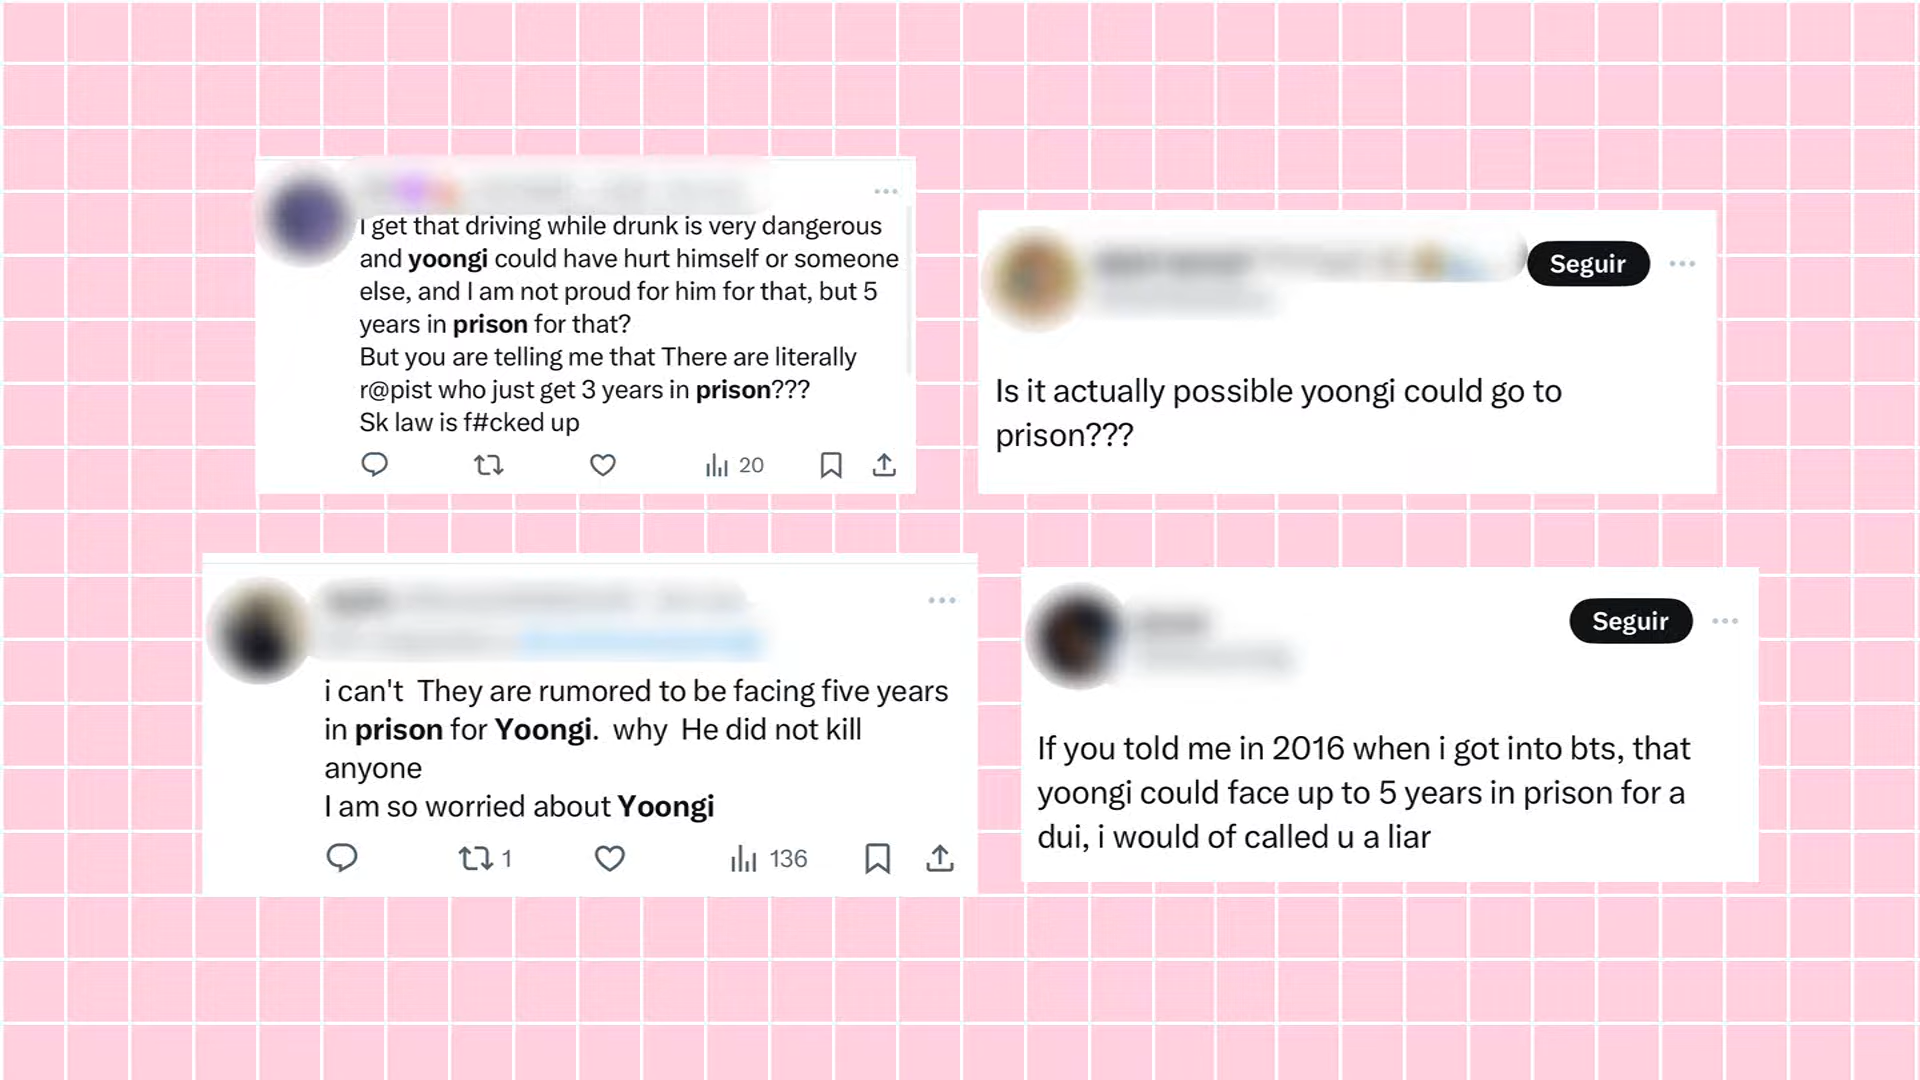 I get that driving while drunk is very dangerous
and yoongi could have hurt himself or someone
else, and I am not proud for him for that, but 5
years in prison for that?
But you are telling me that There are literally
r@pist who just get 3 years in prison???
Sk law is f#cked up
20
Seguir
Is it actually possible yoongi could go to
prison???
i can't  They are rumored to be facing five years
in prison for Yoongi.  why  He did not kill
anyone
I am so worried about Yoongi
1
136
Seguir
If you told me in 2016 when i got into bts, that
yoongi could face up to 5 years in prison for a
dui, i would of called u a liar